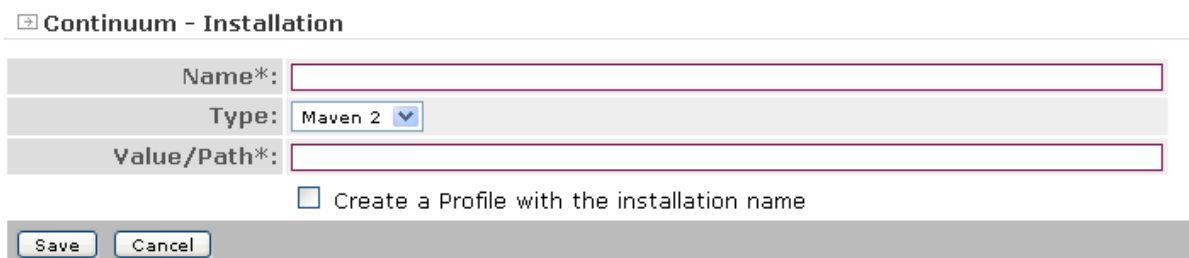 Continuum - Installation
Name*:
Type: Maven 2
Value/Path*:
Create a Profile with the installation name
Save Cancel